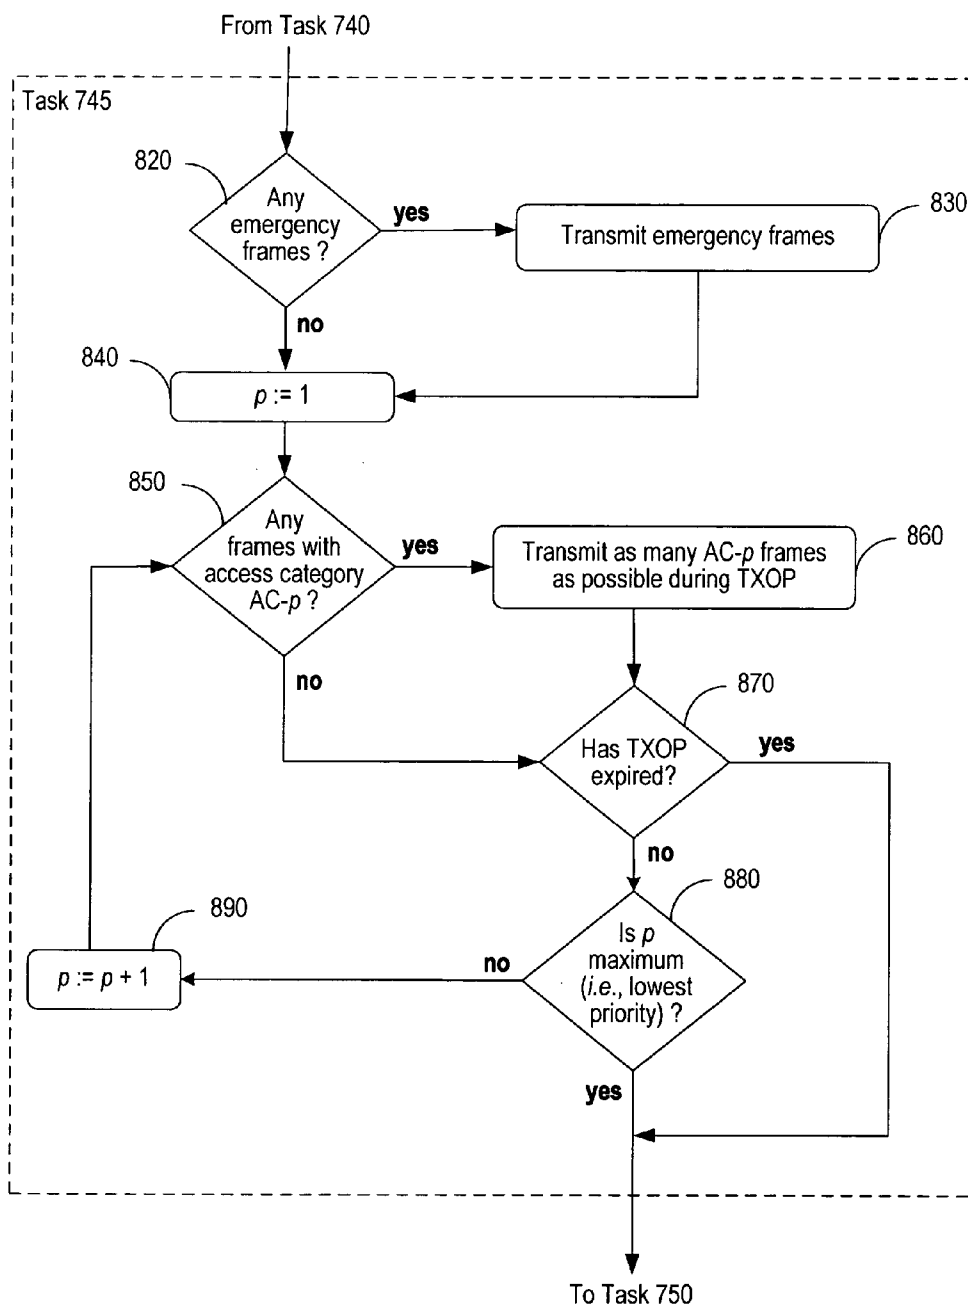 From Task 740
Task 745
820
Any
emergency
frames ?
yes
830
Transmit emergency frames
no
840
p := 1
850
Any
frames with
access category
AC-p ?
yes
860
Transmit as many AC-p frames
as possible during TXOP
no
870
Has TXOP
expired?
yes
no
880
Is p
maximum
(i.e., lowest
priority) ?
no
890
p := p + 1
yes
To Task 750